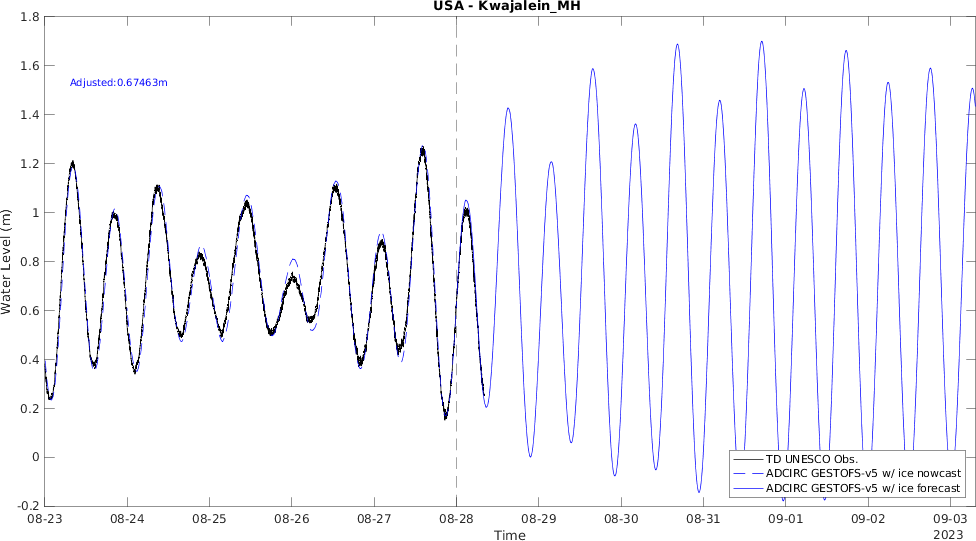 USA - Kwajalein_MH
Adjusted:0.67463m
Water Level (m)
1.8
1.6
1.4
1.2
1
0.8
0.6
0.4
0.2
0
-0.2
TD UNESCO Obs.
ADCIRC GESTOFS-v5 w/ ice nowcast
ADCIRC GESTOFS-v5 w/ ice forecast
08-23 08-24 08-25 08-26 08-27 08-28 08-29 08-30 08-31 09-01 09-02 09-03
Time
2023